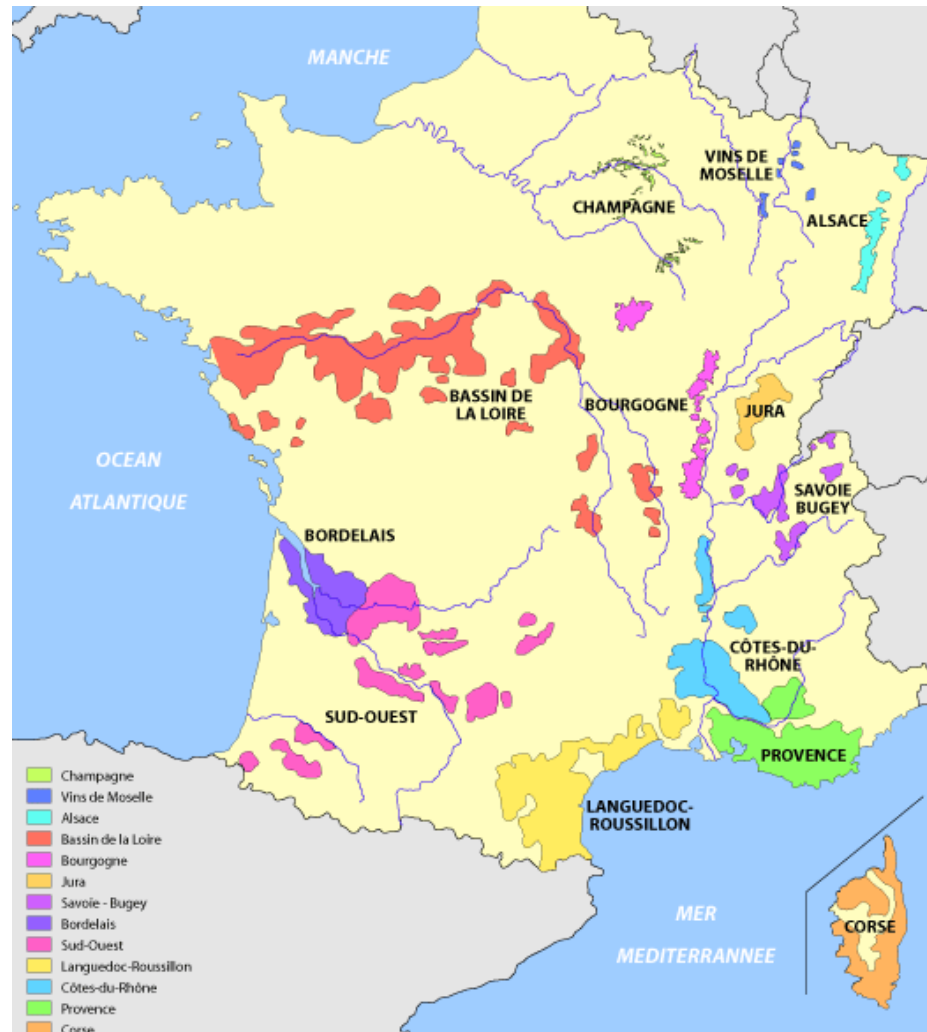 MANCHE
VINS DE
MOSELLE
CHAMPAGNE
ALSACE
BASSIN DE
LA LOIRE
BOURGOGNE
JURA
OCEAN
ATLANTIQUE
SAVOIE
BUGEY
BORDELAIS
CÔTES-DU-
RHÔNE
SUD-OUEST
PROVENCE
LANGUEDOC-
ROUSSILLON
MER
MEDITERRANNEE
CORSE
Champagne
Vins de Moselle
Alsace
Bassin de la Loire
Bourgogne
Jura
Savoie - Bugey
Bordelais
Sud-Ouest
Languedoc-Roussillon
Côtes-du-Rhône
Provence
Corse